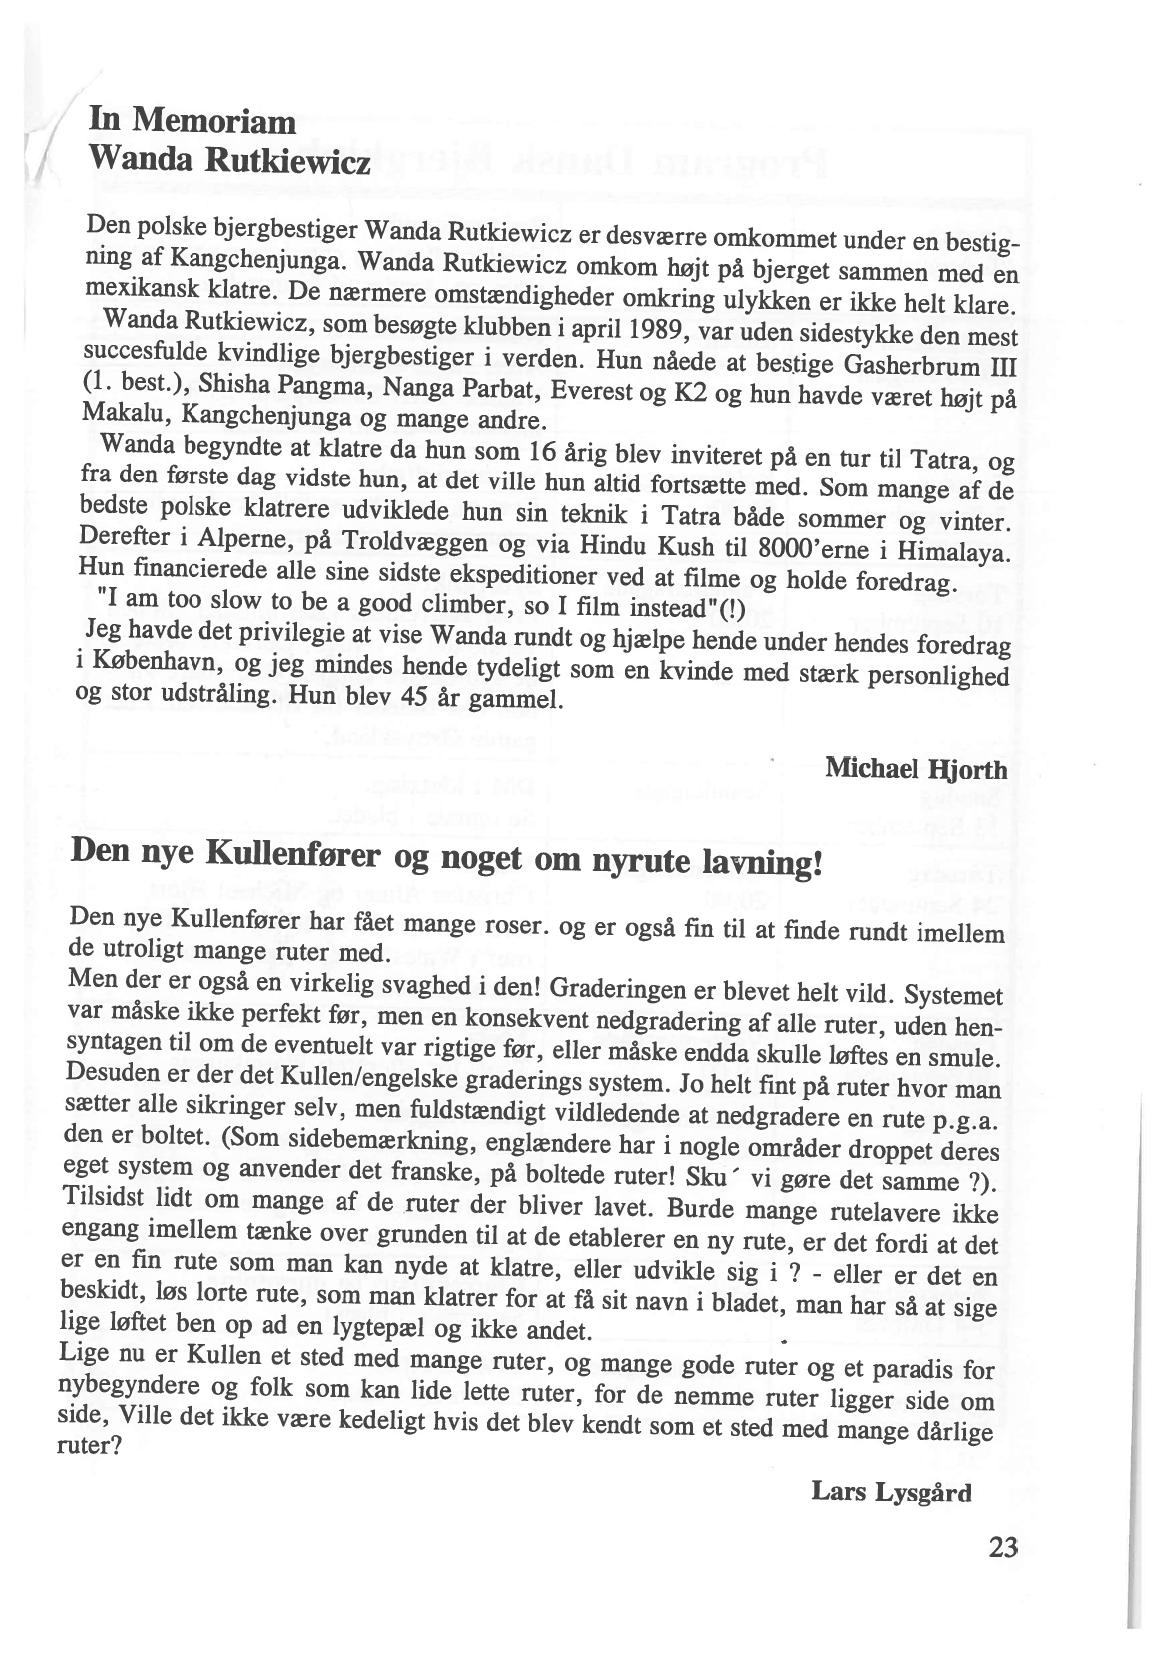 In Memoriam
Wanda Rutkiewicz
Den polske bjergbestiger Wanda Rutkiewicz er desværre omkommet under en bestig-
ning af Kangchenjunga. Wanda Rutkiewicz omkom højt på bjerget sammen med en
mexikansk klatre. De nærmere omstændigheder omkring ulykken er ikke helt klare.
Wanda Rutkiewicz, som besøgte klubben i april 1989, var uden sidestykke den mest
succesfulde kvindlige bjergbestiger i verden. Hun nåede at bestige Gasherbrum III
(1. best.), Shisha Pangma, Nanga Parbat, Everest og K2 og hun havde været højt på
Makalu, Kangchenjunga og mange andre.
Wanda begyndte at klatre da hun som 16 årig blev inviteret på en tur til Tatra, og
fra den første dag vidste hun, at det ville hun altid fortsætte med. Som mange af de
bedste polske klatrere udviklede hun sin teknik i Tatra både sommer og vinter.
Derefter i Alperne, på Troldvæggen og via Hindu Kush til 8000'erne i Himalaya.
Hun financierede alle sine sidste ekspeditioner ved at filme og holde foredrag.
"I am too slow to be a good climber, so I film instead"(!)
Jeg havde det privilegie at vise Wanda rundt og hjælpe hende under hendes foredrag
i København, og jeg mindes hende tydeligt som en kvinde med stærk personlighed
og stor udstråling. Hun blev 45 år gammel.
Michael Hjorth
Den nye Kullenfører og noget om nyrute lavning!
Den nye Kullenfører har fået mange roser. og er også fin til at finde rundt imellem
de utroligt mange ruter med.
Men der er også en virkelig svaghed i den! Graderingen er blevet helt vild. Systemet
var måske ikke perfekt før, men en konsekvent nedgradering af alle ruter, uden hen-
syntagen til om de eventuelt var rigtige før, eller måske endda skulle løftes en smule.
Desuden er der det Kullen/engelske graderings system. Jo helt fint på ruter hvor man
sætter alle sikringer selv, men fuldstændigt vildledende at nedgradere en rute p.g.a.
den er boltet. (Som sidebemærkning, englændere har i nogle områder droppet deres
eget system og anvender det franske, på boltede ruter! Sku´ vi gøre det samme ?).
Tilsidst lidt om mange af de ruter der bliver lavet. Burde mange rutelavere ikke
engang imellem tænke over grunden til at de etablerer en ny rute, er det fordi at det
er en fin rute som man kan nyde at klatre, eller udvikle sig i ? - eller er det en
beskidt, løs lorte rute, som man klatrer for at få sit navn i bladet, man har så at sige
lige løftet ben op ad en lygtepæl og ikke andet.
Lige nu er Kullen et sted med mange ruter, og mange gode ruter og et paradis for
nybegyndere og folk som kan lide lette ruter, for de nemme ruter ligger side om
side, Ville det ikke være kedeligt hvis det blev kendt som et sted med mange dårlige
ruter?
Lars Lysgård
23